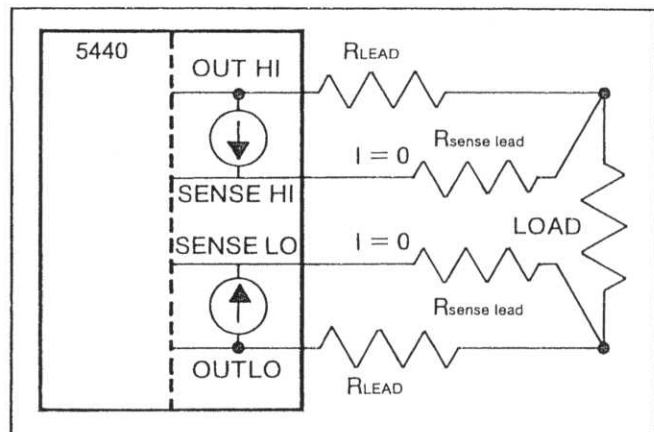 5440
RLEAD
OUT HI
I = 0
Rsense lead
SENSE HI
SENSE LO
I = 0
LOAD
Rsense lead
OUTLO
RLEAD